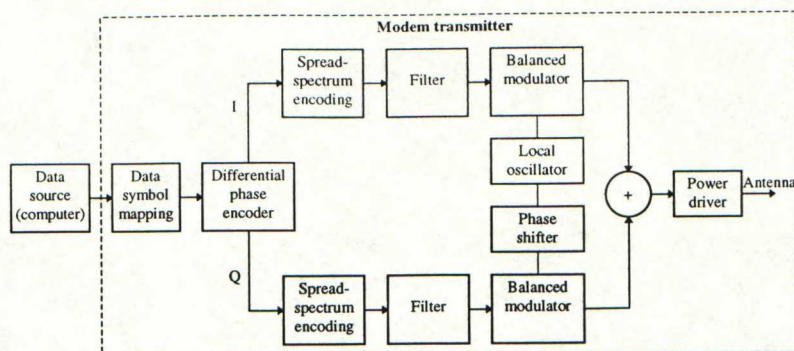 Modem transmitter
Spread-
spectrum
encoding
Filter
Balanced
modulator
I
Local
oscillator
Data
source
(computer)
Data
symbol
mapping
Differential
phase
encoder
+
Power
driver
Antenna
Phase
shifter
Q
Spread-
spectrum
encoding
Filter
Balanced
modulator